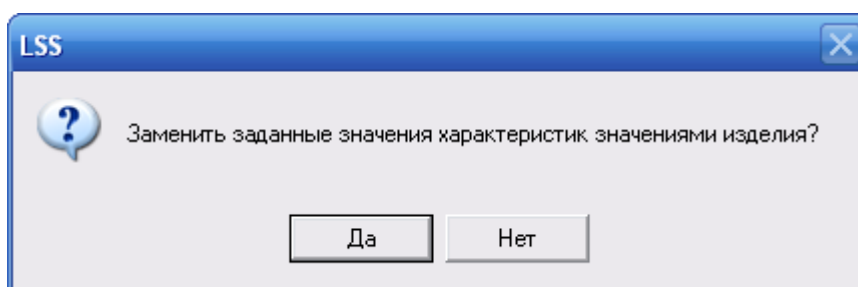 LSS
Заменить заданные значения характеристик значениями изделия?
Да
Нет